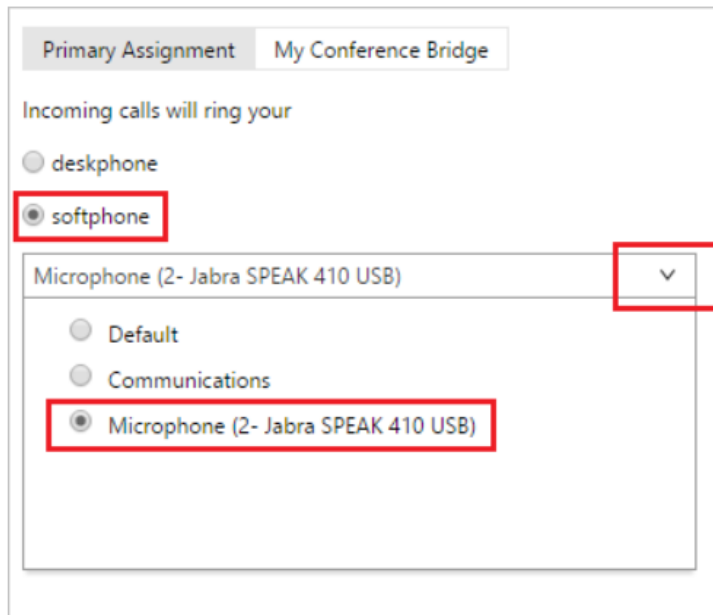 Primary Assignment My Conference Bridge
Incoming calls will ring your
deskphone
softphone
Microphone (2- Jabra SPEAK 410 USB)
Default
Communications
Microphone (2- Jabra SPEAK 410 USB)